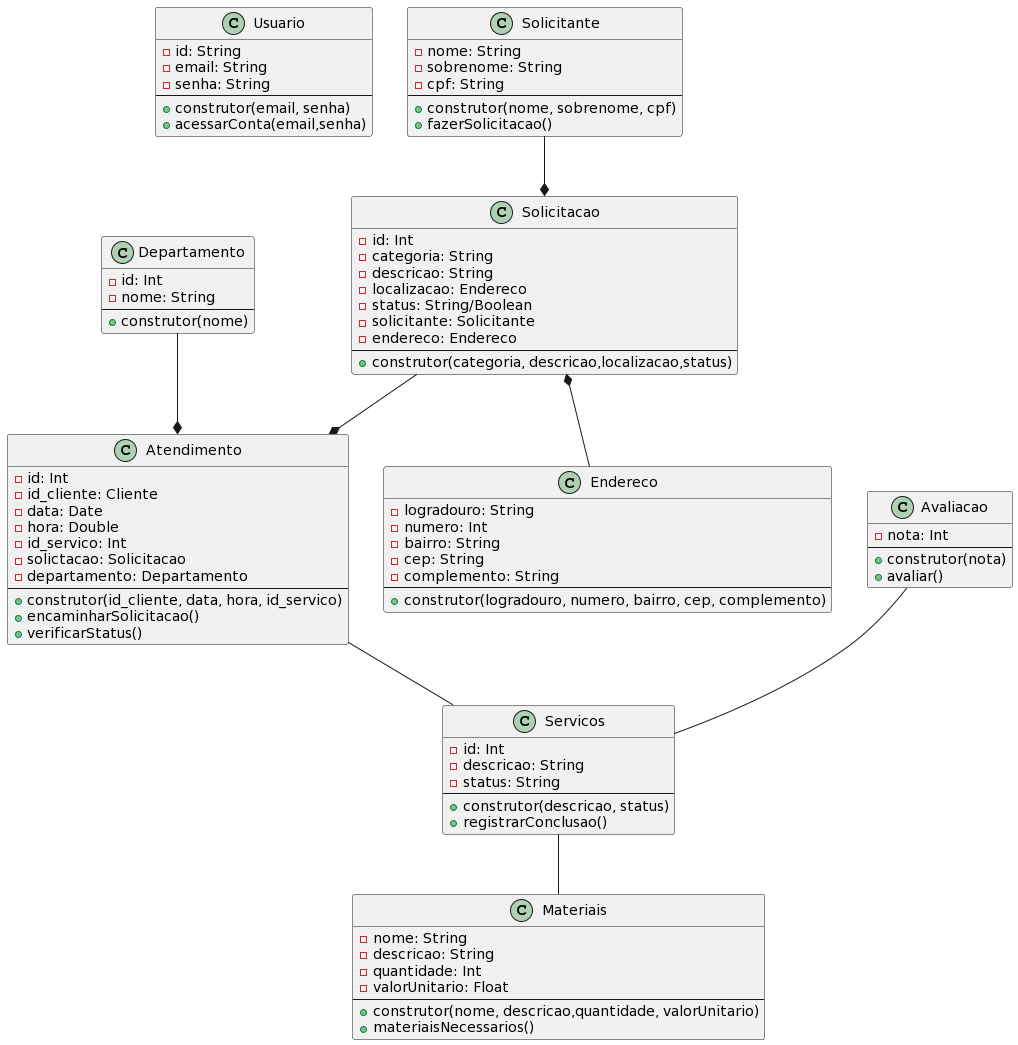 Usuario
id: String
email: String
senha: String
construtor(email, senha)
acessarConta(email,senha)
Solicitante
nome: String
sobrenome: String
cpf: String
construtor(nome, sobrenome, cpf)
fazerSolicitacao()
Solicitacao
id: Int
categoria: String
descricao: String
localizacao: Endereco
status: String/Boolean
solicitante: Solicitante
endereco: Endereco
construtor(categoria, descricao,localizacao,status)
Departamento
id: Int
nome: String
construtor(nome)
Atendimento
id: Int
id_cliente: Cliente
data: Date
hora: Double
id_servico: Int
solictacao: Solicitacao
departamento: Departamento
construtor(id_cliente, data, hora, id_servico)
encaminharSolicitacao()
verificarStatus()
Endereco
logradouro: String
numero: Int
bairro: String
cep: String
complemento: String
construtor(logradouro, numero, bairro, cep, complemento)
Avaliacao
nota: Int
construtor(nota)
avaliar()
Servicos
id: Int
descricao: String
status: String
construtor(descricao, status)
registrarConclusao()
Materiais
nome: String
descricao: String
quantidade: Int
valorUnitario: Float
construtor(nome, descricao,quantidade, valorUnitario)
materiaisNecessarios()